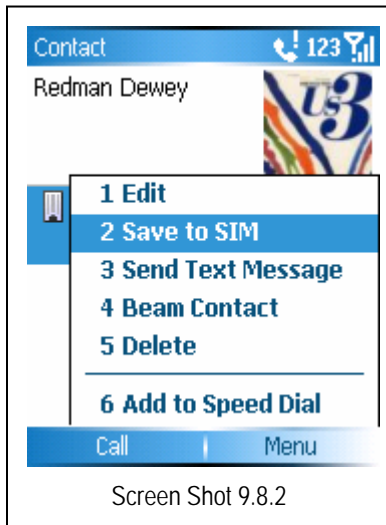 Contact 123
Redman Dewey
US3
1 Edit
2 Save to SIM
3 Send Text Message
4 Beam Contact
5 Delete
6 Add to Speed Dial
Call Menu
Screen Shot 9.8.2